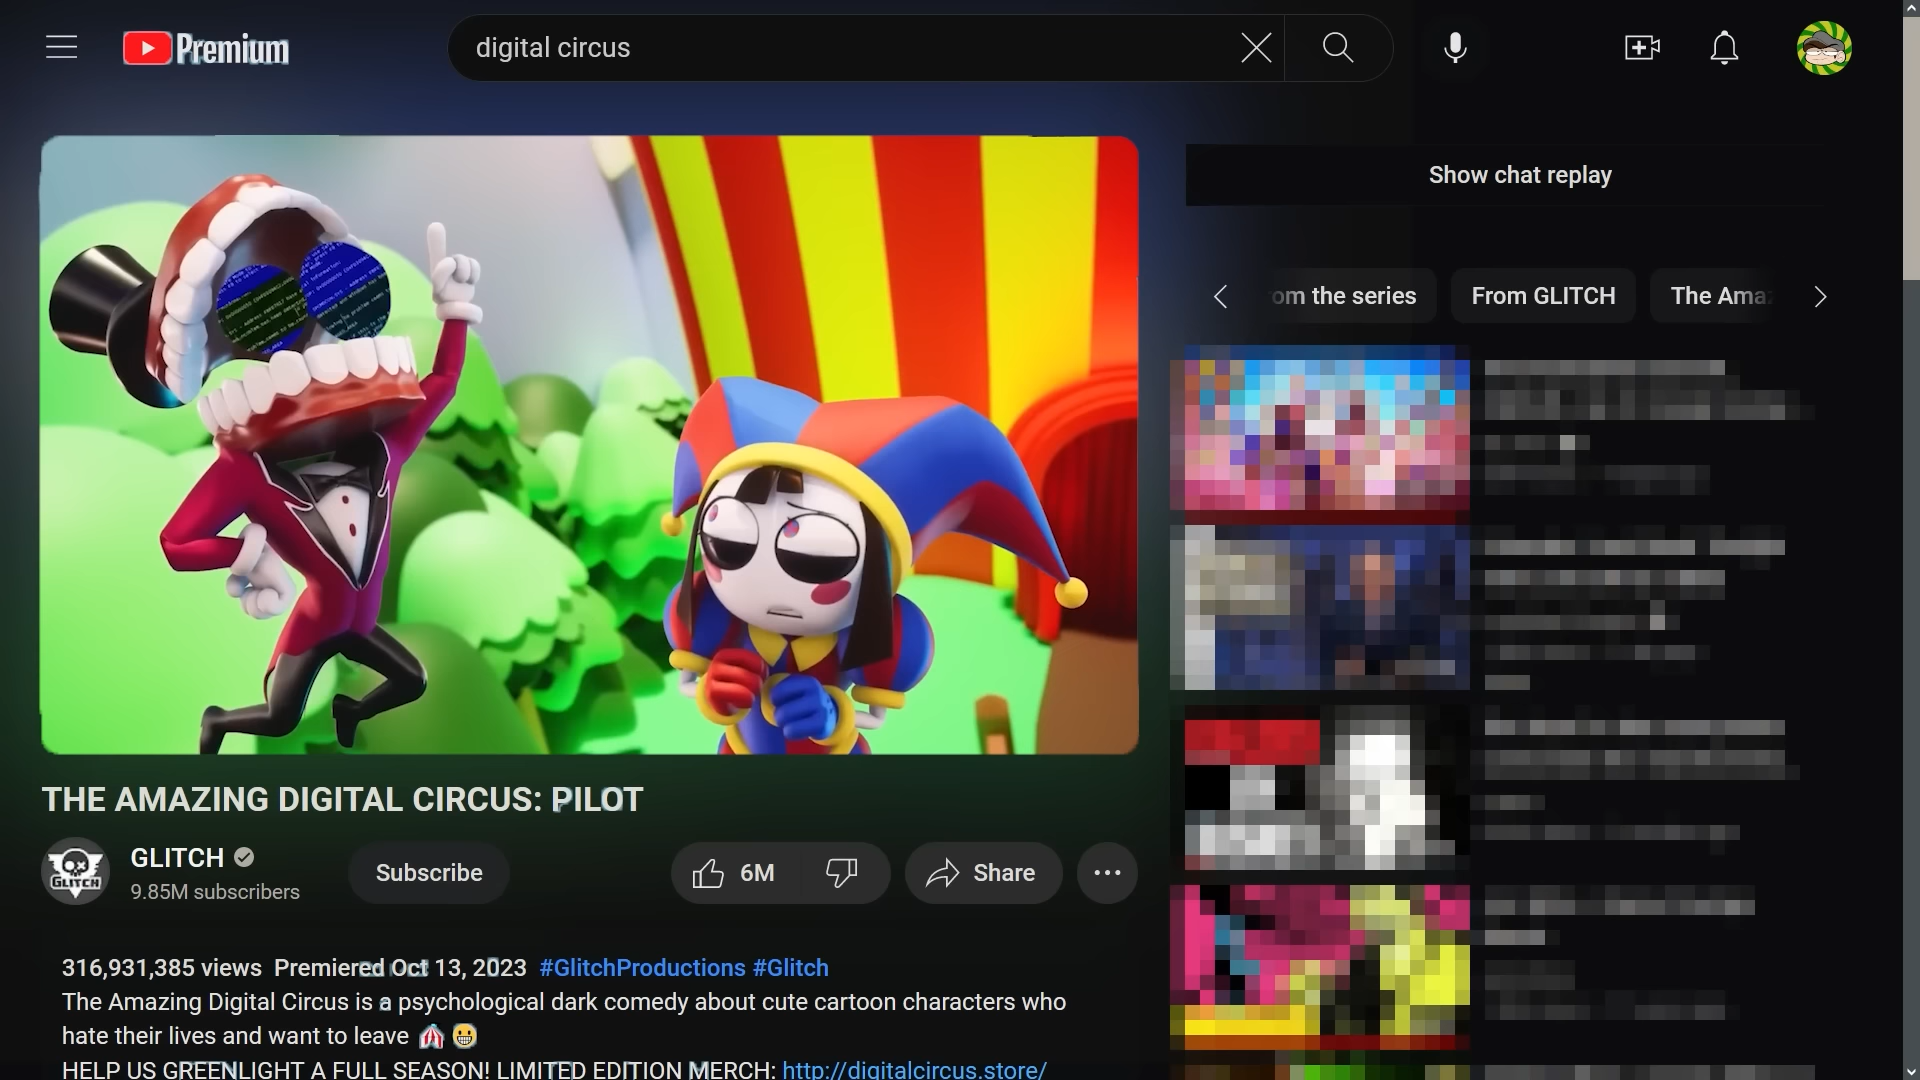 Premium
digital circus
Show chat replay
om the series
From GLITCH
The Ama
THE AMAZING DIGITAL CIRCUS: PILOT
GLITCH
GLITCH
9.85M subscribers
Subscribe
6M
Share
316,931,385 views Premiered Oct 13, 2023 #GlitchProductions #Glitch
The Amazing Digital Circus is a psychological dark comedy about cute cartoon characters who
hate their lives and want to leave 🎪😬
HELP US GREENLIGHT A FULL SEASON! LIMITED EDITION MERCH: http://digitalcircus.store/